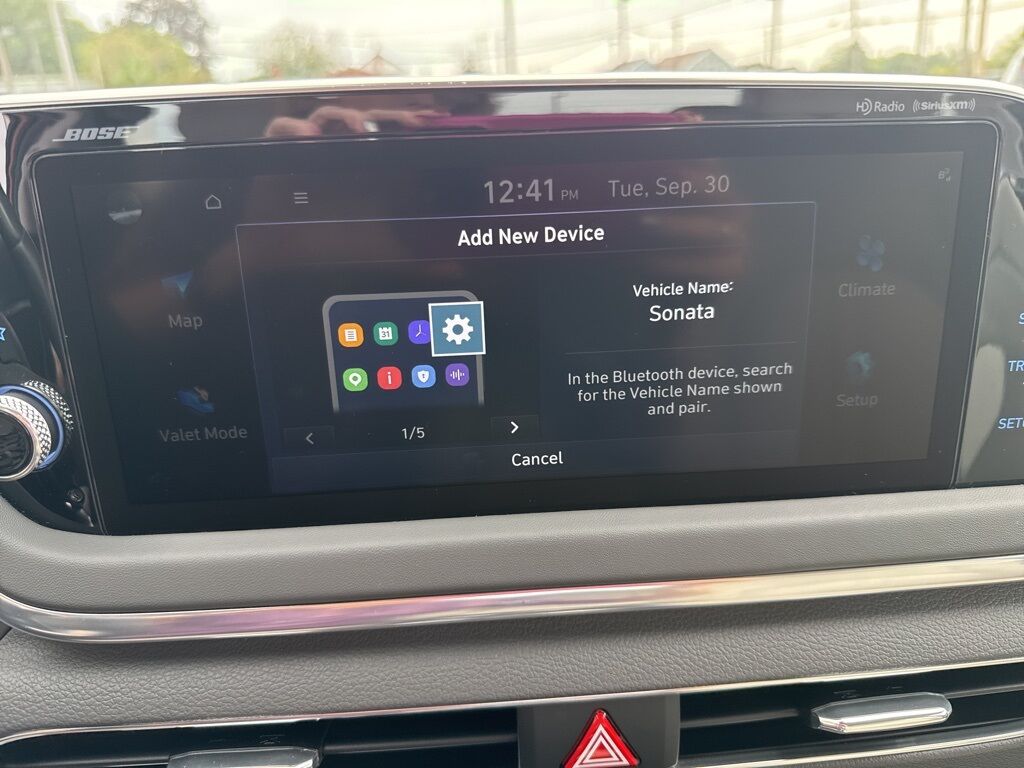 BOSE
HD Radio ((SiriusXM))
12:41 PM Tue, Sep. 30
Add New Device
Vehicle Name:
Sonata
31
Map
Climate
In the Bluetooth device, search
for the Vehicle Name shown
and pair.
Valet Mode
Setup
1/5
Cancel